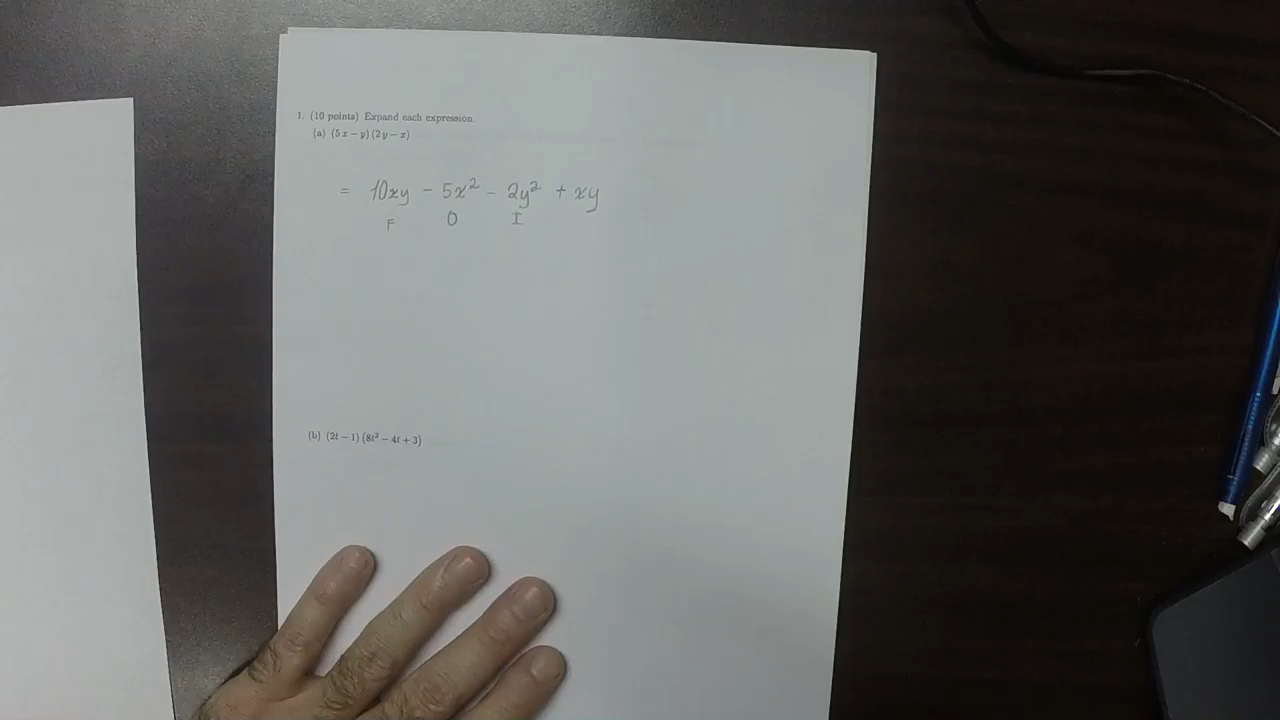 1. (10 points) Expand each expression.
(a) (5x − y)(2y − x)
= 10xy − 5x² − 2y² + xy
F O I
(b) (2t − 1)(8t² − 4t + 3)